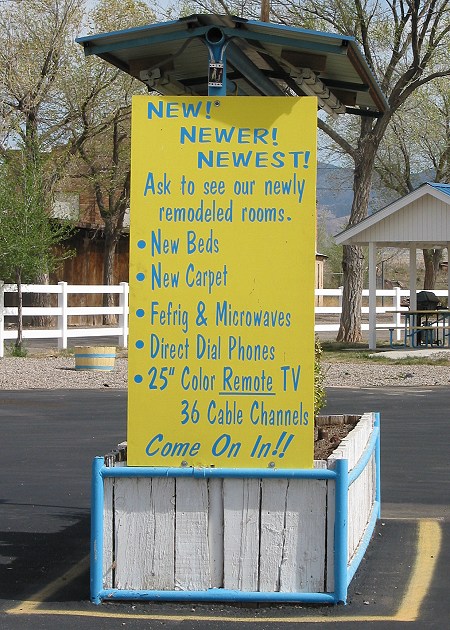 NEW!
NEWER!
NEWEST!
Ask to see our newly
remodeled rooms.
• New Beds
• New Carpet
• Fefrig & Microwaves
• Direct Dial Phones
• 25" Color Remote TV
36 Cable Channels
Come On In!!